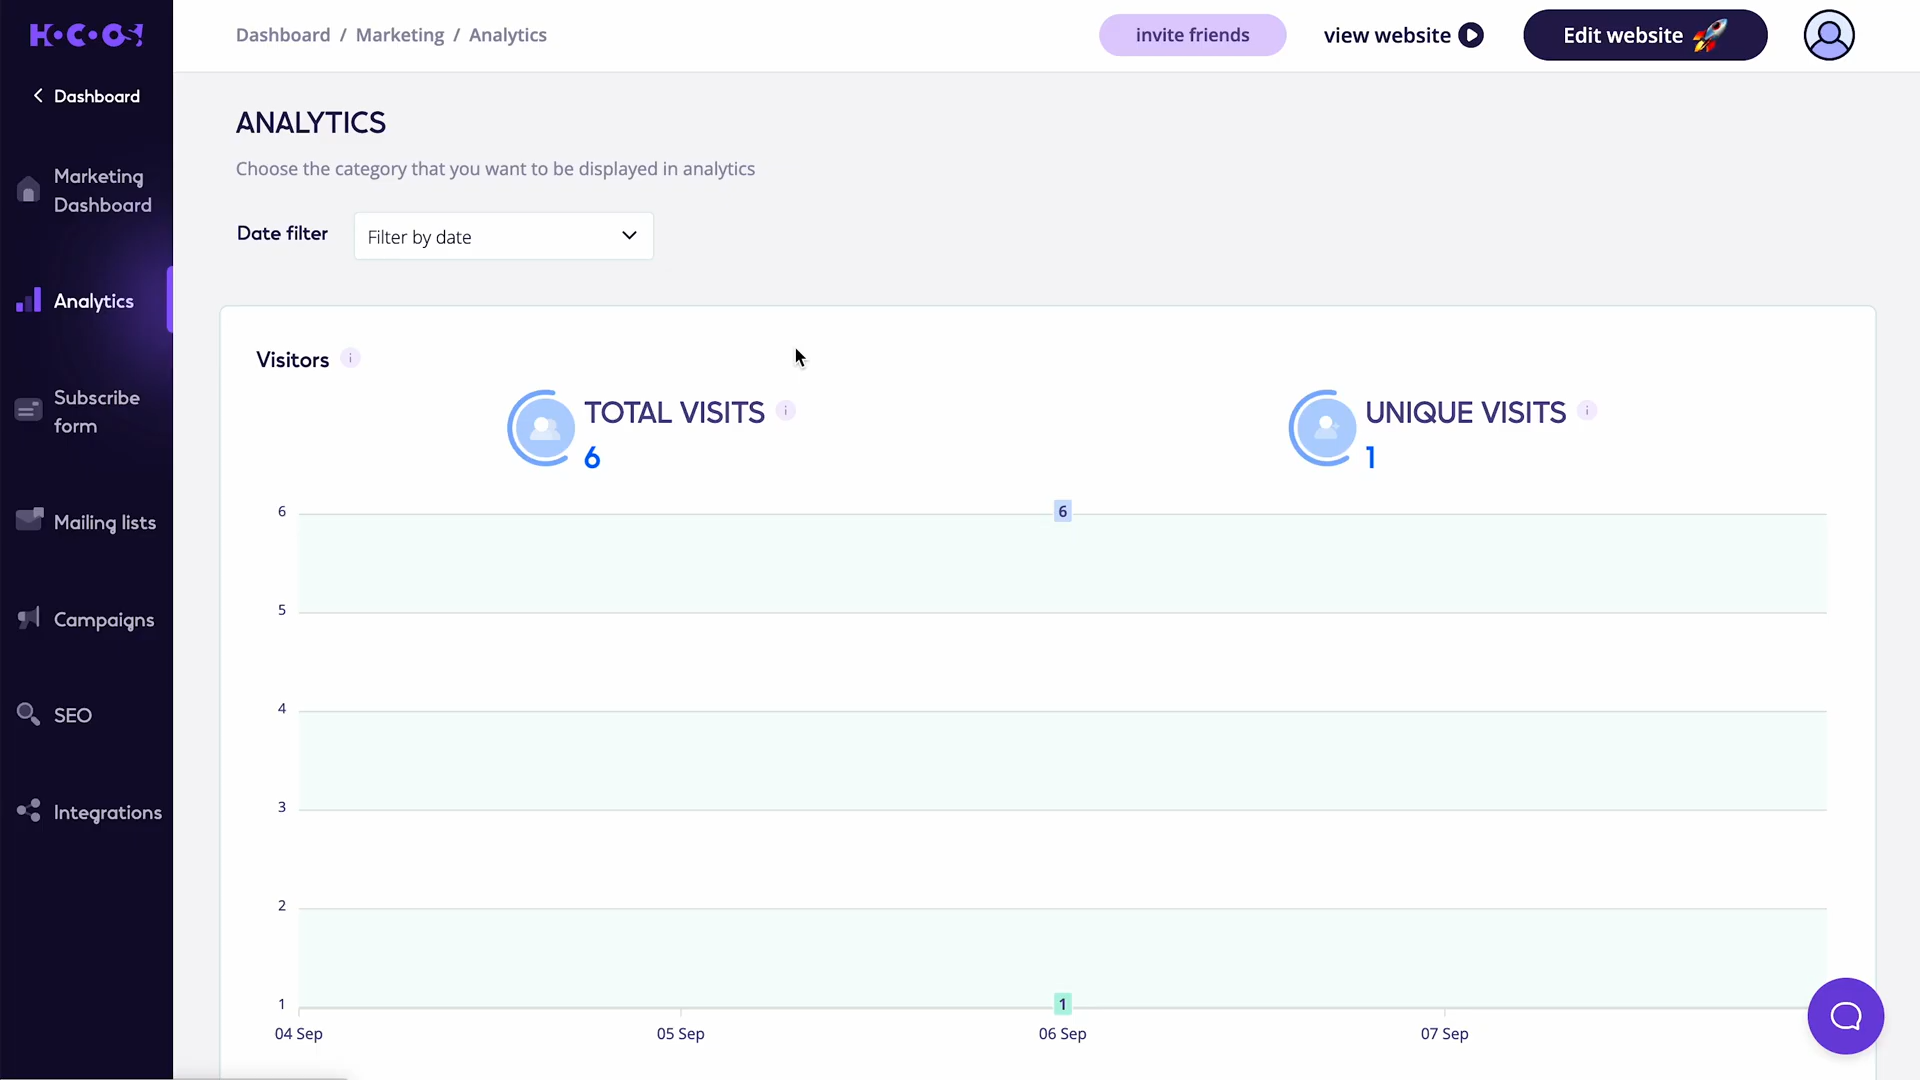 HOCOOS
Dashboard / Marketing / Analytics
invite friends
view website
Edit website
Dashboard
Marketing
Dashboard
Analytics
Subscribe
form
Mailing lists
Campaigns
SEO
Integrations
ANALYTICS
Choose the category that you want to be displayed in analytics
Date filter
Filter by date
Visitors i
TOTAL VISITS i
6
UNIQUE VISITS i
1
6
6
5
4
3
2
1
1
04 Sep
05 Sep
06 Sep
07 Sep